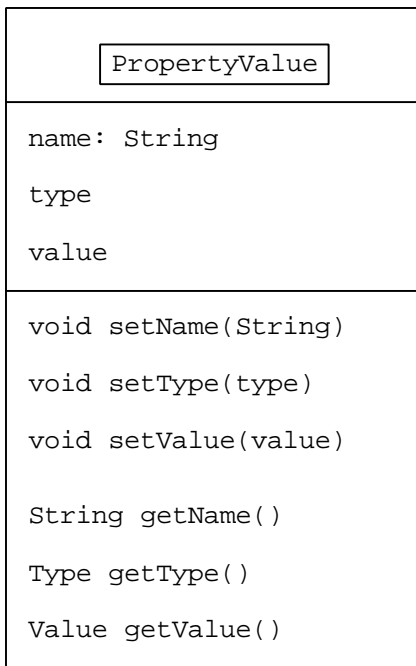 PropertyValue
name: String
type
value
void setName(String)
void setType(type)
void setValue(value)
String getName()
Type getType()
Value getValue()